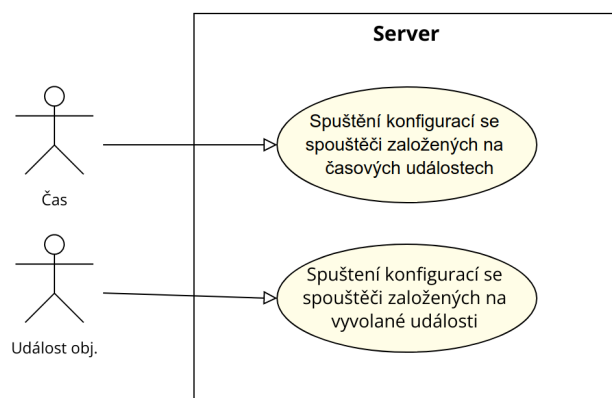 Server
Spuštění konfigurací se
spouštěči založených na
časových událostech
Čas
Spuštení konfigurací se
spouštěči založených na
vyvolané události
Událost obj.